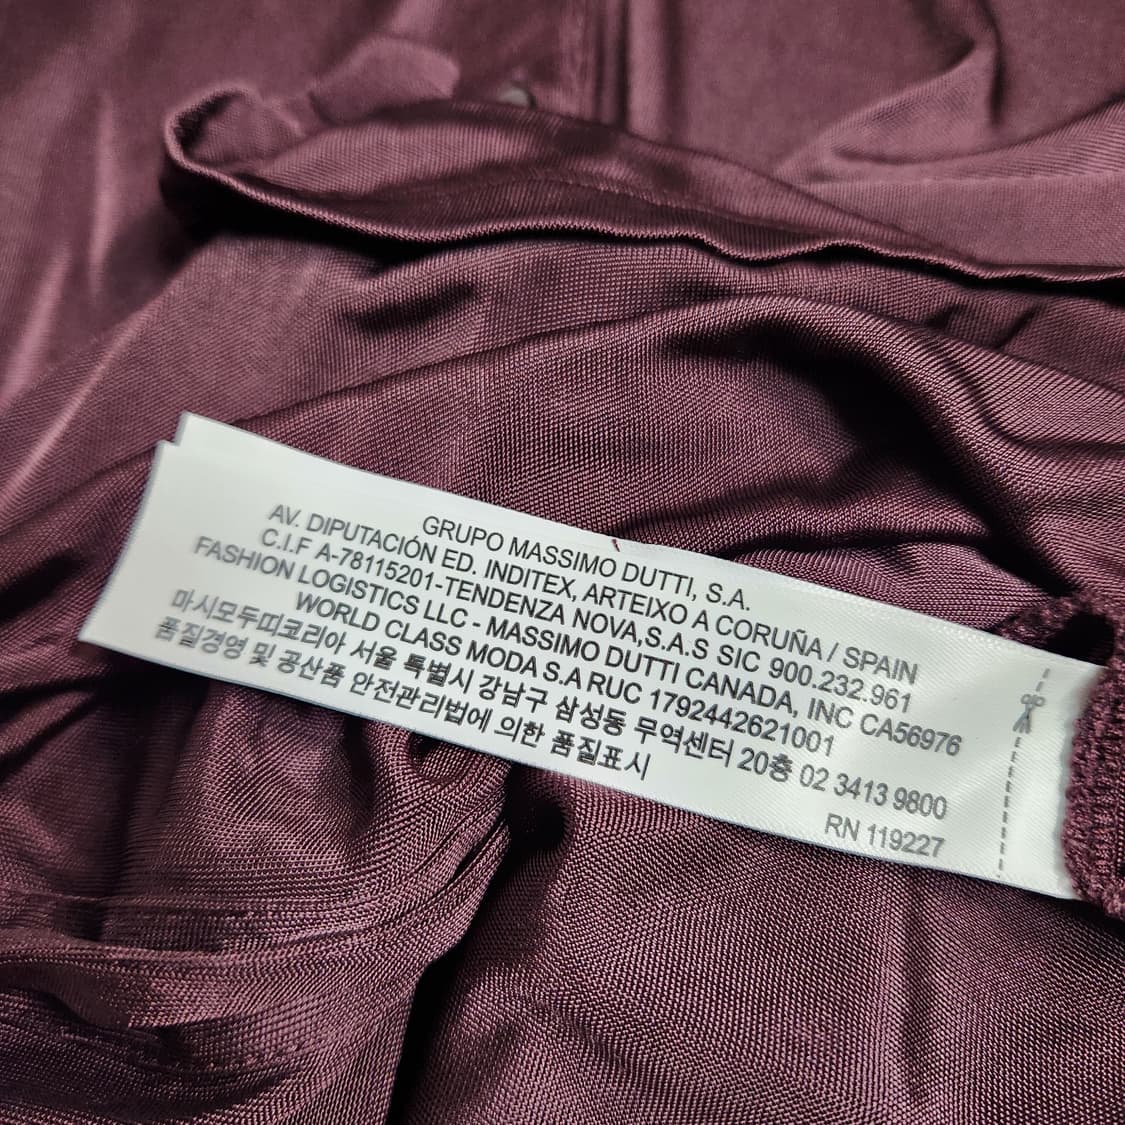 GRUPO MASSIMO DUTTI, S.A.
AV. DIPUTACIÓN ED. INDITEX, ARTEIXO A CORUÑA / SPAIN
C.I.F A-78115201-TENDENZA NOVA,S.A.S SIC 900.232.961
FASHION LOGISTICS LLC - MASSIMO DUTTI CANADA, INC CA56976
WORLD CLASS MODA S.A RUC 1792442621001
마시모두띠코리아 서울 특별시 강남구 삼성동 무역센터 20층 02 3413 9800
품질경영 및 공산품 안전관리법에 의한 품질표시
RN 119227